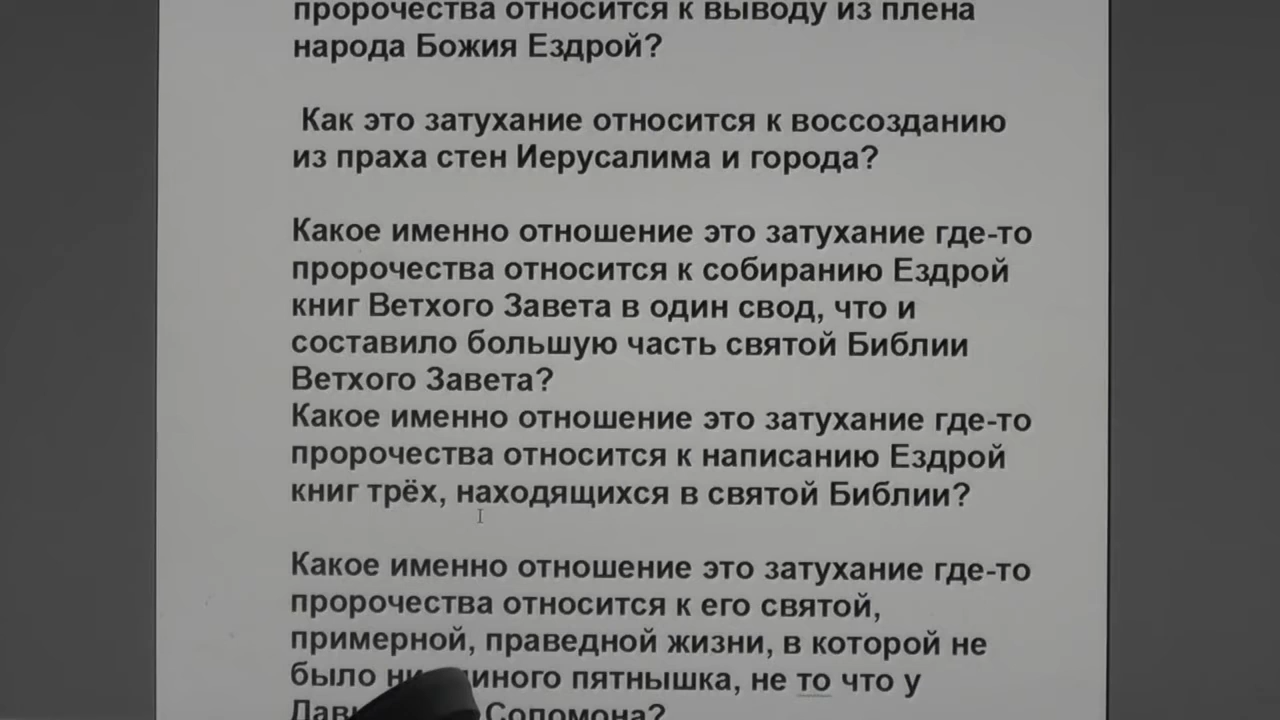 пророчества относится к выводу из плена
народа Божия Ездрой?
Как это затухание относится к воссозданию
из праха стен Иерусалима и города?
Какое именно отношение это затухание где-то
пророчества относится к собиранию Ездрой
книг Ветхого Завета в один свод, что и
составило большую часть святой Библии
Ветхого Завета?
Какое именно отношение это затухание где-то
пророчества относится к написанию Ездрой
книг трёх, находящихся в святой Библии?
Какое именно отношение это затухание где-то
пророчества относится к его святой,
примерной, праведной жизни, в которой не
было пятнышка, не то что у
Соломона?